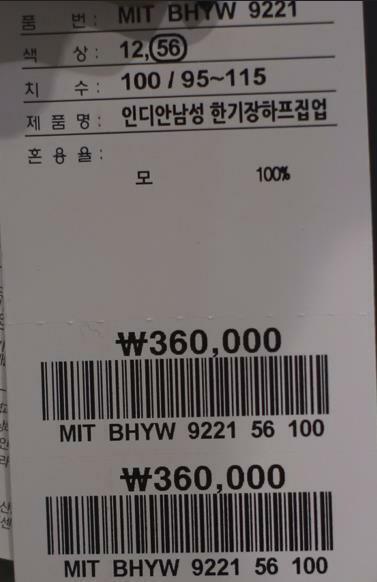 품 번: MIT BHYW 9221
색 상: 12,56
치 수: 100 / 95~115
제 품 명: 인디안남성 한기장하프집업
혼 용 율:
모 100%
₩360,000
MIT BHYW 9221 56 100
₩360,000
MIT BHYW 9221 56 100